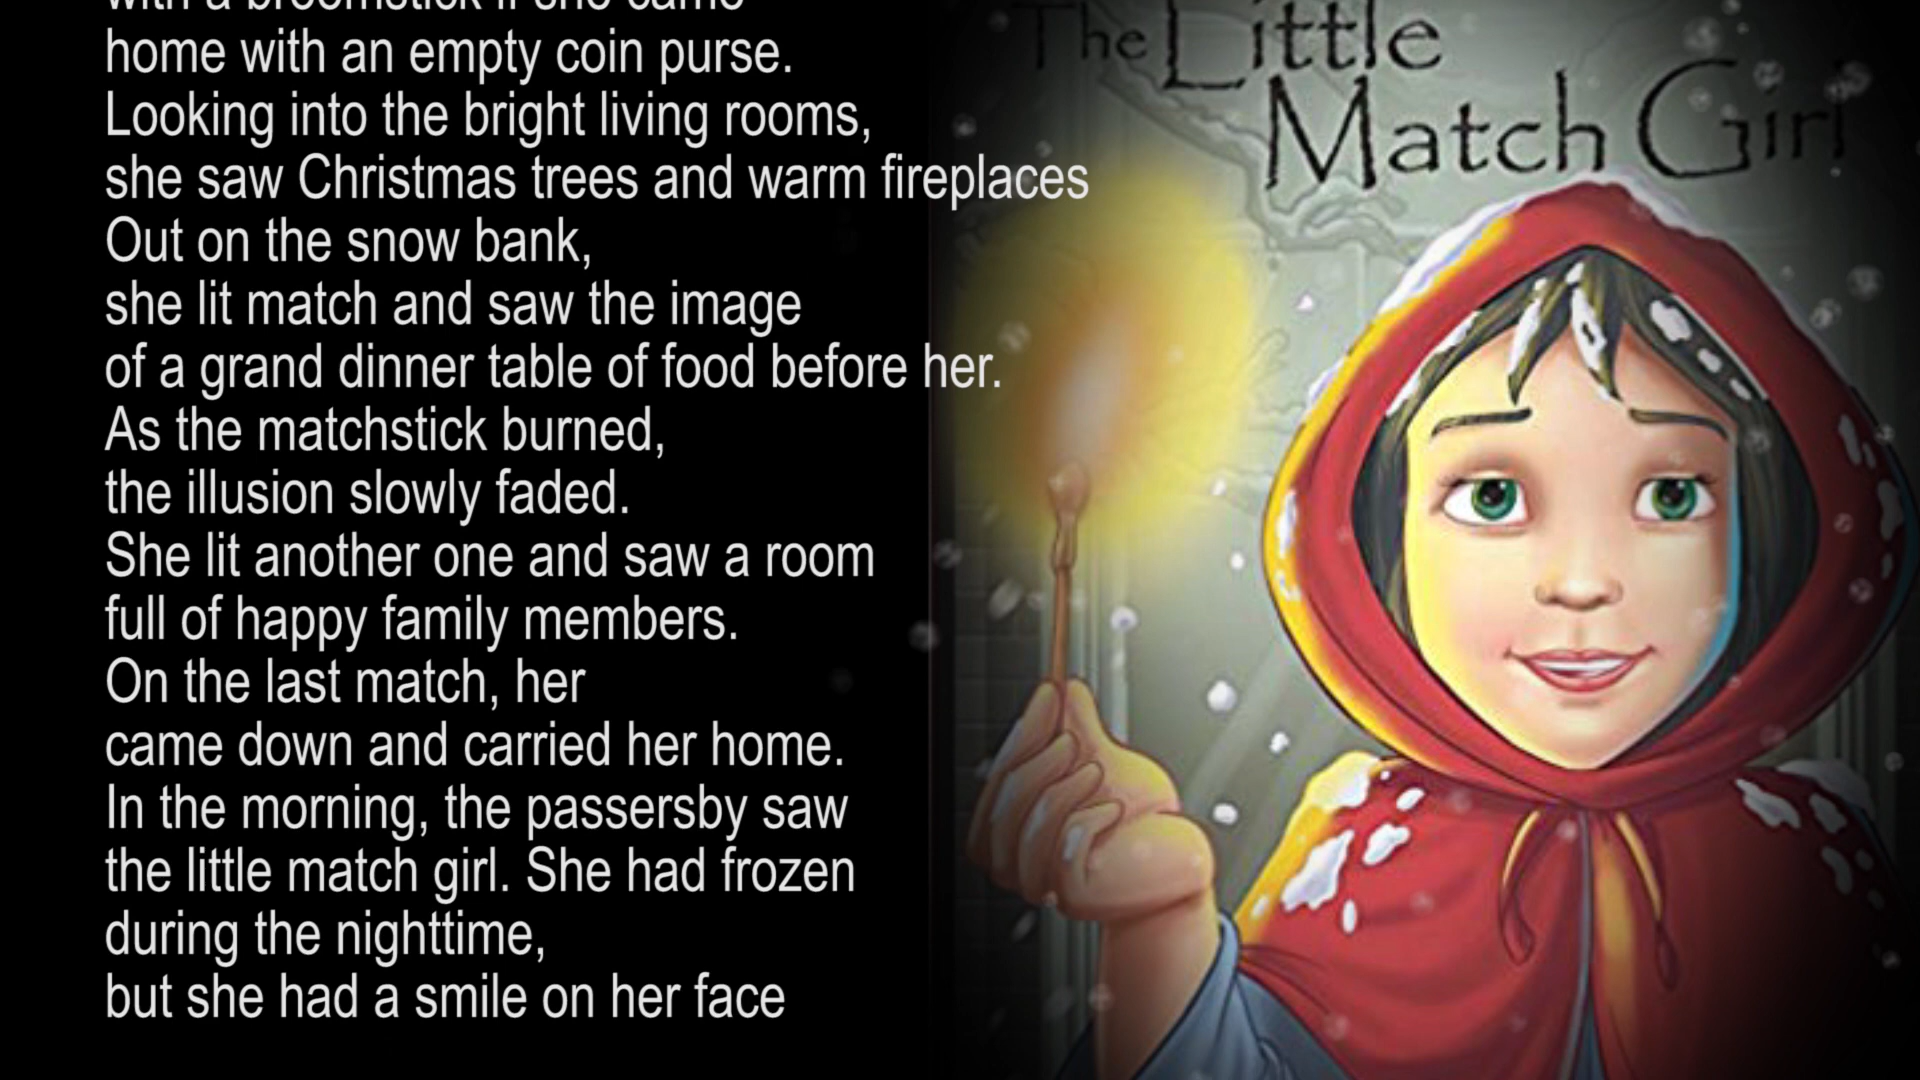 with a broomstick if she came
home with an empty coin purse.
Looking into the bright living rooms,
she saw Christmas trees and warm fireplaces
Out on the snow bank,
she lit match and saw the image
of a grand dinner table of food before her.
As the matchstick burned,
the illusion slowly faded.
She lit another one and saw a room
full of happy family members.
On the last match, her
came down and carried her home.
In the morning, the passersby saw
the little match girl. She had frozen
during the nighttime,
but she had a smile on her face
The Little
Match Girl